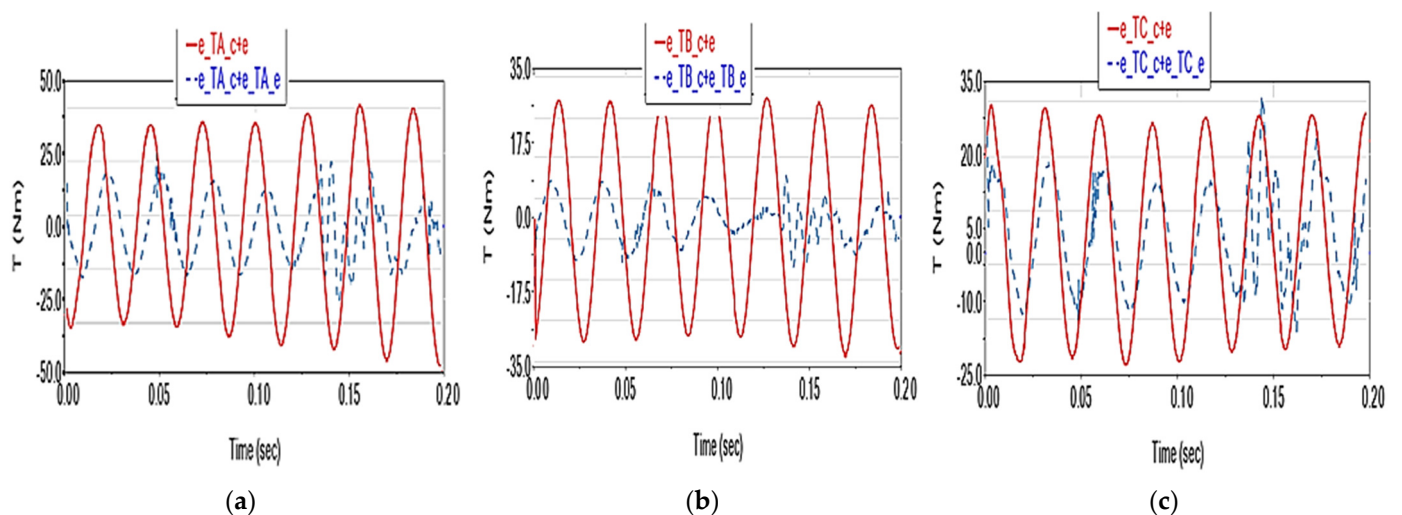 e_TA_c+e
e_TA_c+e_TA_e
50.0
25.0
0.0
-25.0
-50.0
T (Nm)
0.00 0.05 0.10 0.15 0.20
Time (sec)
(a)
e_TB_c+e
e_TB_c+e_TB_e
35.0
17.5
0.0
-17.5
-35.0
T (Nm)
0.00 0.05 0.10 0.15 0.20
Time (sec)
(b)
e_TC_c+e
e_TC_c+e_TC_e
35.0
20.0
5.0
0.0
-10.0
-25.0
T (Nm)
0.00 0.05 0.10 0.15 0.20
Time (sec)
(c)